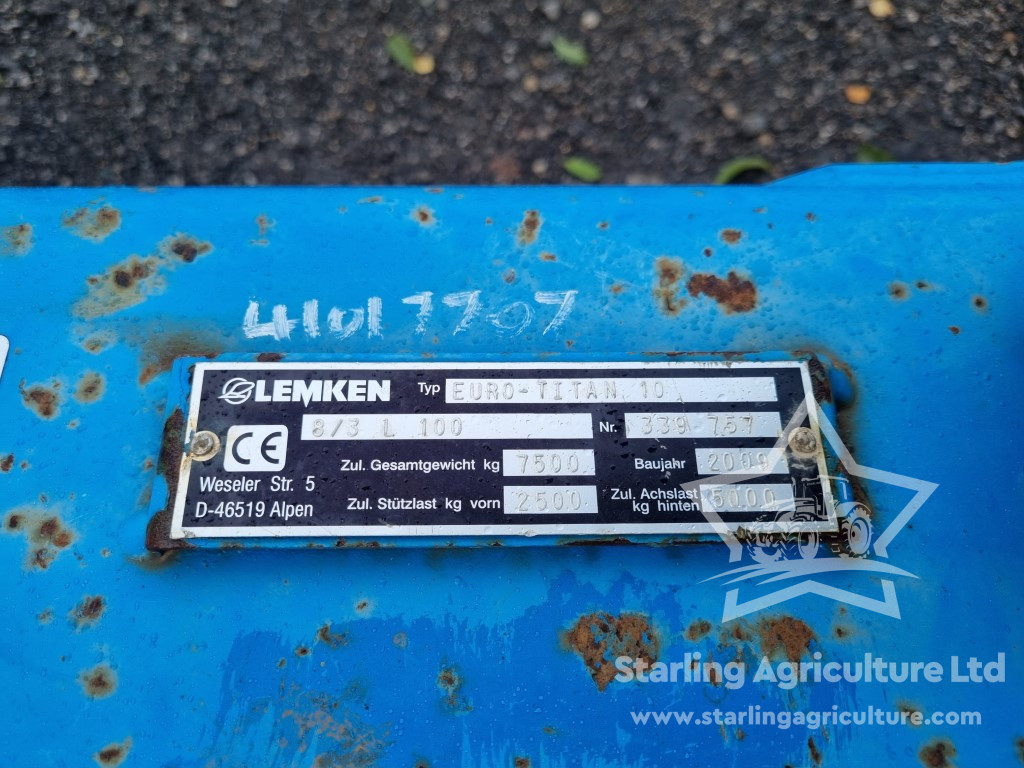 41017707
LEMKEN Typ EURO-TITAN 10
8/3 L 100 Nr. 339 757
CE Zul. Gesamtgewicht kg 7500 Baujahr 2009
Weseler Str. 5
D-46519 Alpen Zul. Stützlast kg vorn 2500 Zul. Achslast kg hinten 5000
Starling Agriculture Ltd
www.starlingagriculture.com